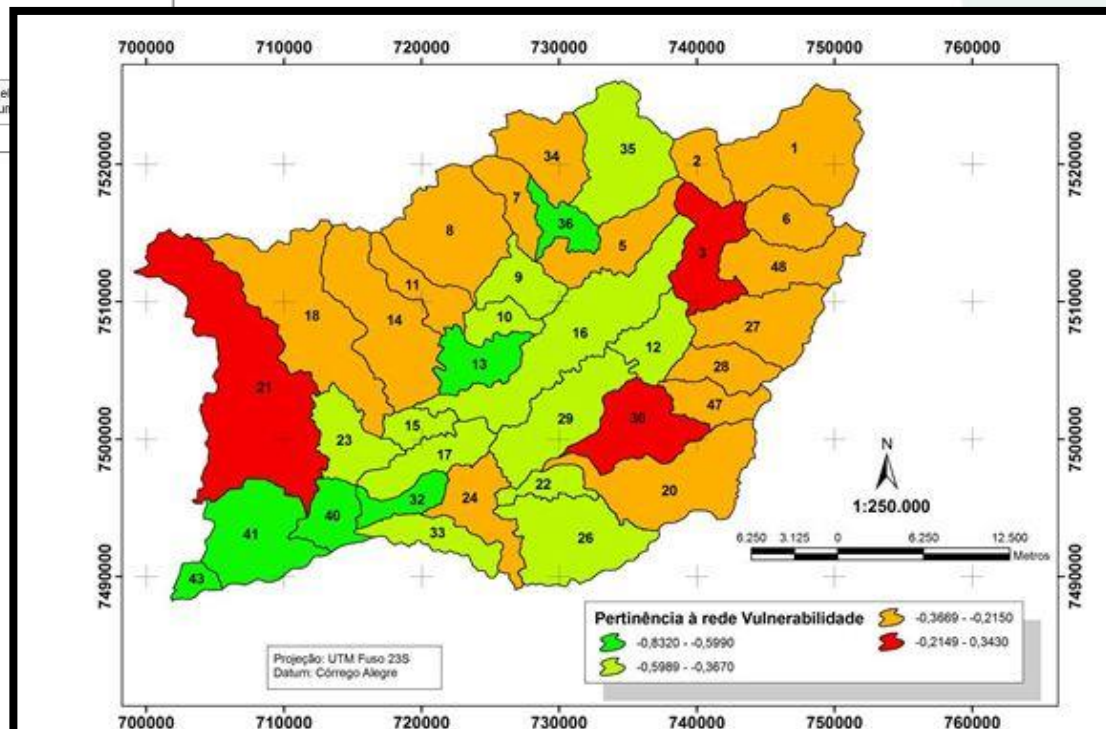 700000 710000 720000 730000 740000 750000 760000
7520000 7520000
7510000 7510000
7500000 7500000
7490000 7490000
35
34 2 1
7
36 6
8 5
3 48
9
11
18 14 10 16 27
12
13 28
21 47
15 29 30
23
17
22 20
32 24
40 33
41 26
43
N
1:250.000
6.250 3.125 0 6.250 12.500
Metros
Pertinência à rede Vulnerabilidade
-0,8320 - -0,5990
-0,5989 - -0,3670
-0,3669 - -0,2150
-0,2149 - 0,3430
Projeção: UTM Fuso 23S
Datum: Córrego Alegre
700000 710000 720000 730000 740000 750000 760000